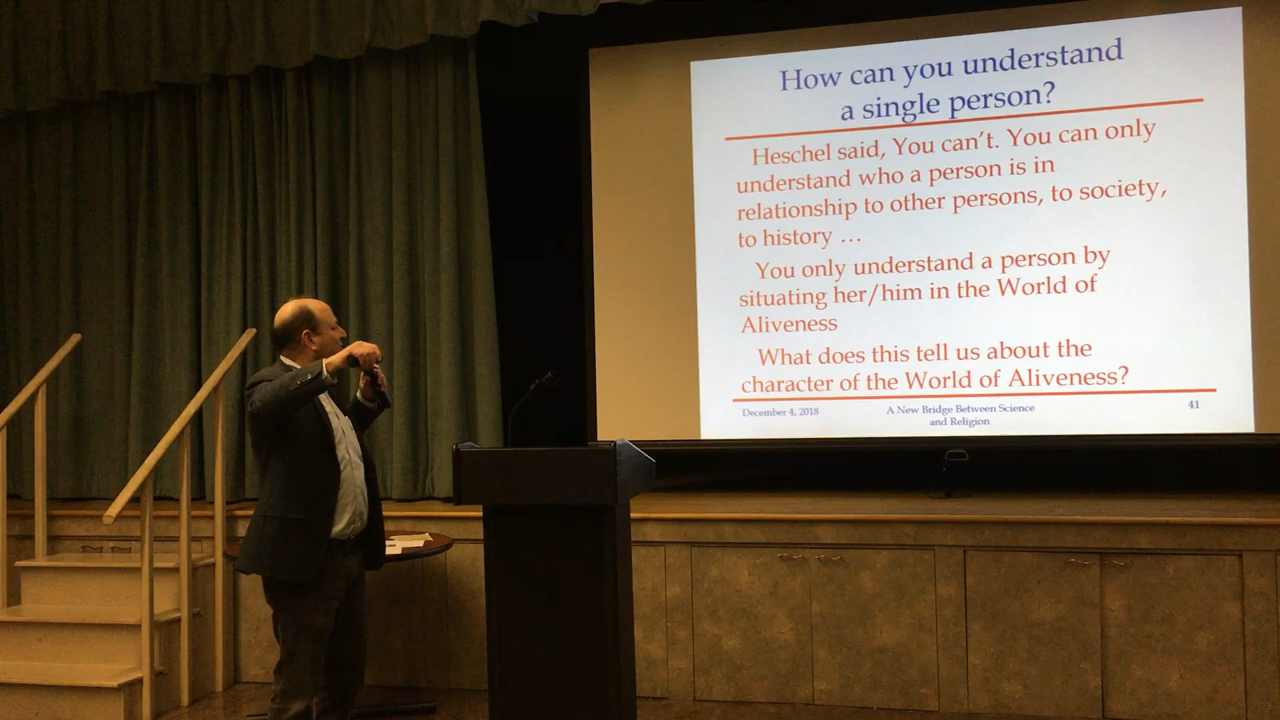 How can you understand
a single person?
Heschel said, You can't. You can only
understand who a person is in
relationship to other persons, to society,
to history …
You only understand a person by
situating her/him in the World of
Aliveness
What does this tell us about the
character of the World of Aliveness?
December 4, 2018
A New Bridge Between Science
and Religion
41